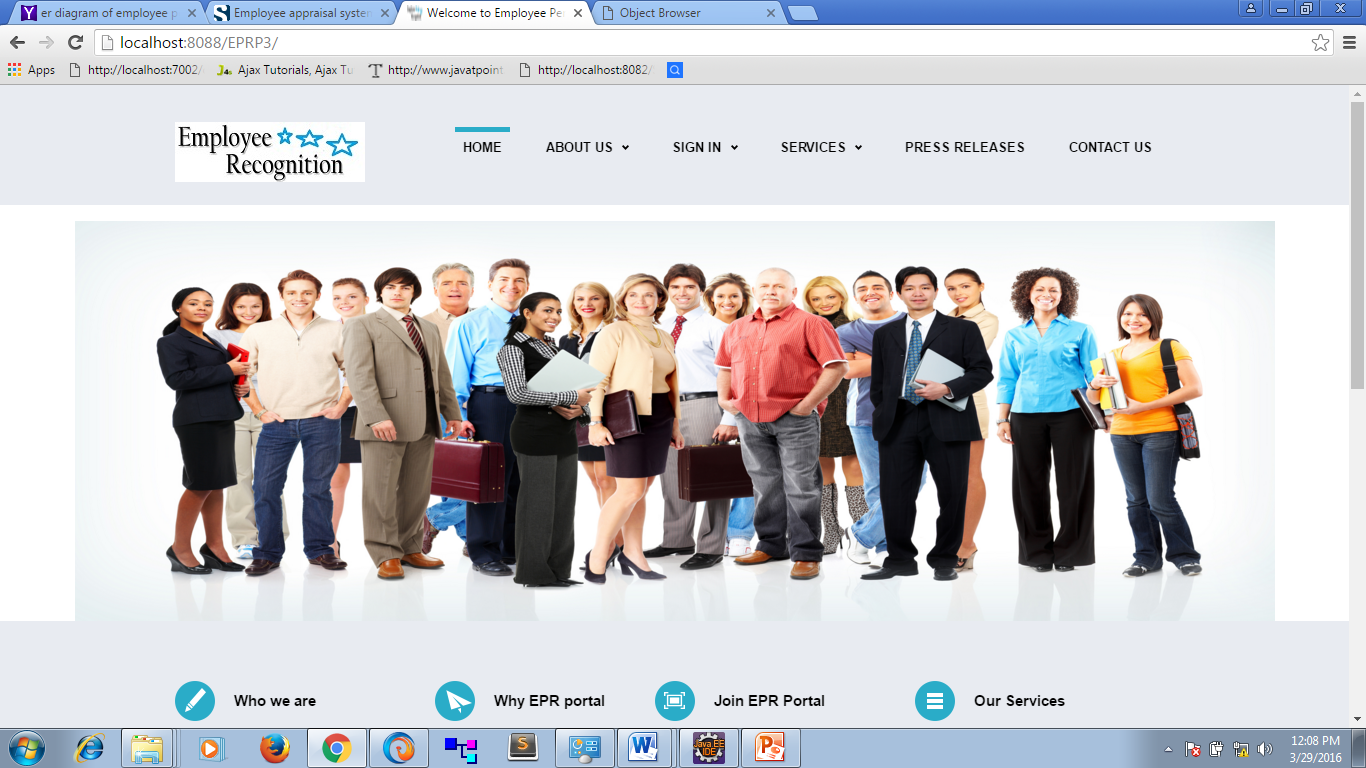 er diagram of employee p
Employee appraisal system
Welcome to Employee Pe
Object Browser
localhost:8088/EPRP3/
Apps
http://localhost:7002/
Ajax Tutorials, Ajax Tu
http://www.javatpoint
http://localhost:8082/
Employee
Recognition
HOME
ABOUT US
SIGN IN
SERVICES
PRESS RELEASES
CONTACT US
Who we are
Why EPR portal
Join EPR Portal
Our Services
Java EE
IDE
12:08 PM
3/29/2016